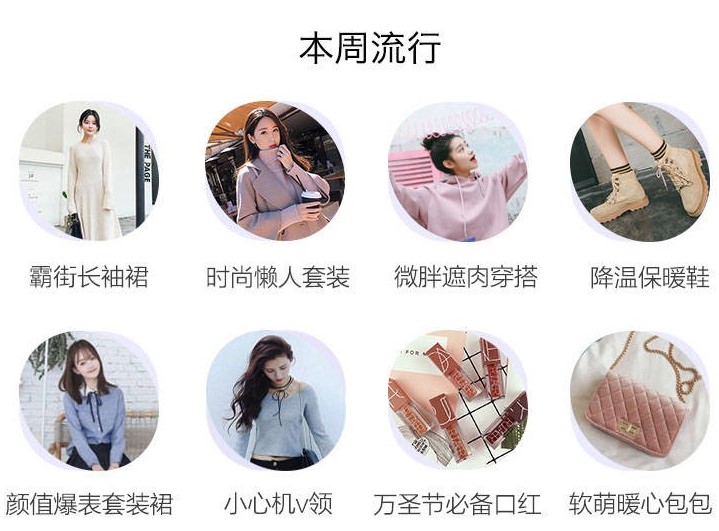 本周流行
THE PAGE
霸街长袖裙
时尚懒人套装
微胖遮肉穿搭
降温保暖鞋
颜值爆表套装裙
小心机v领
万圣节必备口红
软萌暖心包包